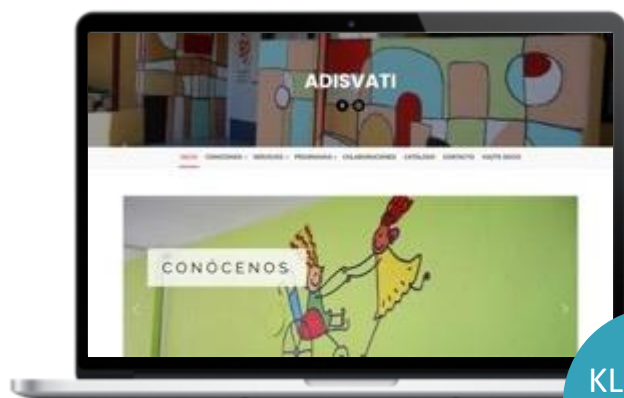 ADISVATI
INICIO CONÓCENOS SERVICIOS PROGRAMAS COLABORACIONES CATÁLOGO CONTACTO HAZTE SOCIO
CONÓCENOS
KL